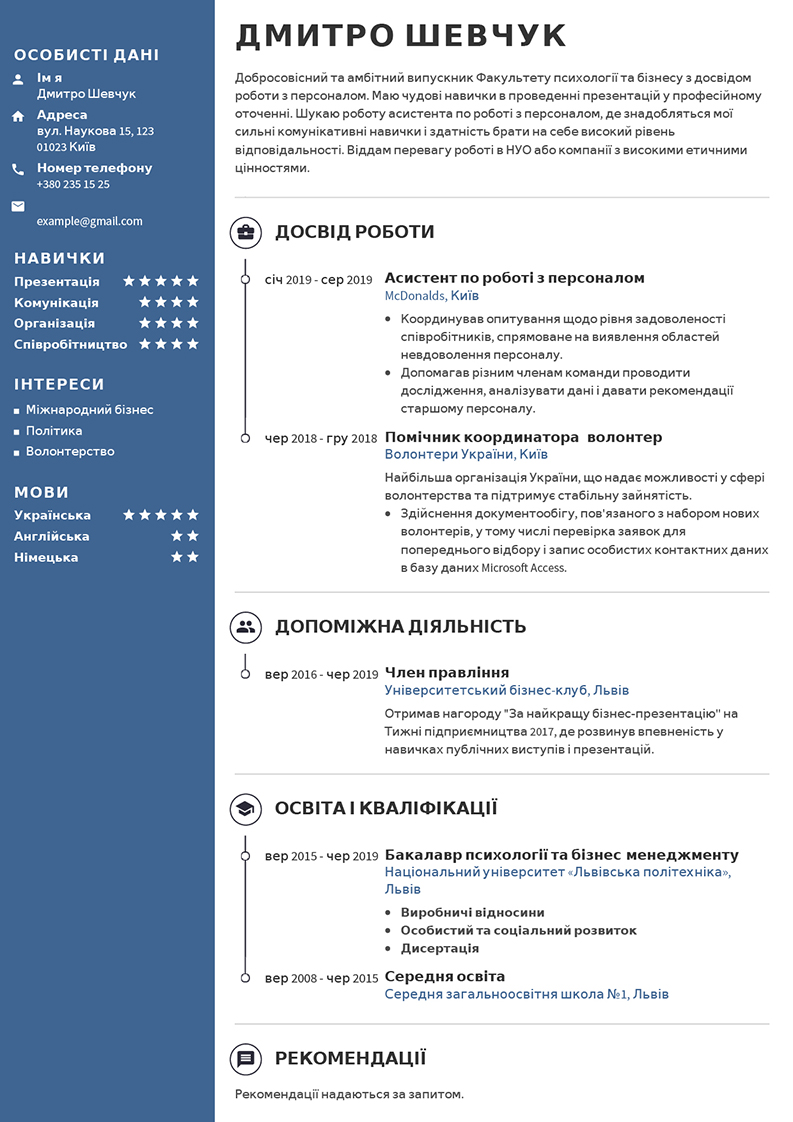 ОСОБИСТІ ДАНІ
Ім я
Дмитро Шевчук
Адреса
вул. Наукова 15, 123
01023 Київ
Номер телефону
+380 235 15 25
example@gmail.com
НАВИЧКИ
Презентація
Комунікація
Організація
Співробітництво
ІНТЕРЕСИ
Міжнародний бізнес
Політика
Волонтерство
МОВИ
Українська
Англійська
Німецька
ДМИТРО ШЕВЧУК
Добросовісний та амбітний випускник Факультету психології та бізнесу з досвідом
роботи з персоналом. Маю чудові навички в проведенні презентацій у професійному
оточенні. Шукаю роботу асистента по роботі з персоналом, де знадобляться мої
сильні комунікативні навички і здатність брати на себе високий рівень
відповідальності. Віддам перевагу роботі в НУО або компанії з високими етичними
цінностями.
ДОСВІД РОБОТИ
січ 2019 - сер 2019 Асистент по роботі з персоналом
McDonalds, Київ
• Координував опитування щодо рівня задоволеності
співробітників, спрямоване на виявлення областей
невдоволення персоналу.
• Допомагав різним членам команди проводити
дослідження, аналізувати дані і давати рекомендації
старшому персоналу.
чер 2018 - гру 2018 Помічник координатора волонтер
Волонтери України, Київ
Найбільша організація України, що надає можливості у сфері
волонтерства та підтримує стабільну зайнятість.
• Здійснення документообігу, пов'язаного з набором нових
волонтерів, у тому числі перевірка заявок для
попереднього відбору і запис особистих контактних даних
в базу даних Microsoft Access.
ДОПОМІЖНА ДІЯЛЬНІСТЬ
вер 2016 - чер 2019 Член правління
Університетський бізнес-клуб, Львів
Отримав нагороду "За найкращу бізнес-презентацію" на
Тижні підприємництва 2017, де розвинув впевненість у
навичках публічних виступів і презентацій.
ОСВІТА І КВАЛІФІКАЦІЇ
вер 2015 - чер 2019 Бакалавр психології та бізнес менеджменту
Національний університет «Львівська політехніка»,
Львів
• Виробничі відносини
• Особистий та соціальний розвиток
• Дисертація
вер 2008 - чер 2015 Середня освіта
Середня загальноосвітня школа №1, Львів
РЕКОМЕНДАЦІЇ
Рекомендації надаються за запитом.